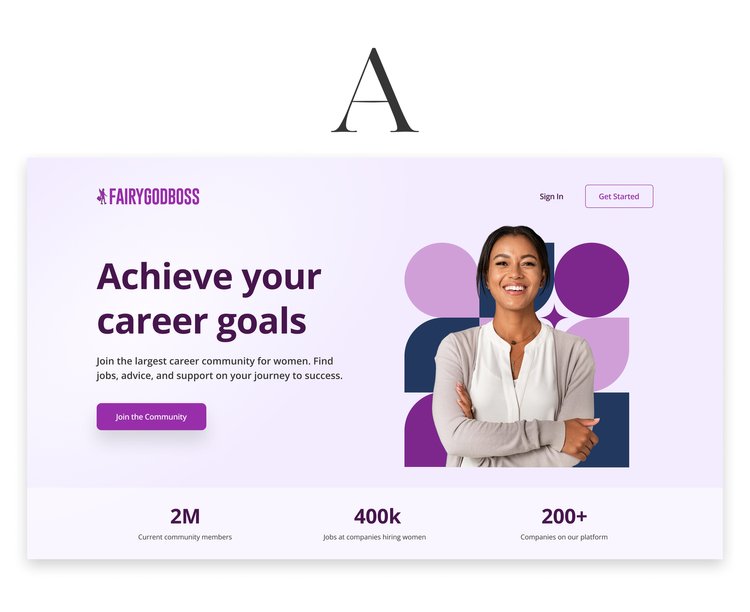 A
FAIRYGODBOSS
Sign In
Get Started
Achieve your
career goals
Join the largest career community for women. Find
jobs, advice, and support on your journey to success.
Join the Community
2M
400k
200+
Current community members
Jobs at companies hiring women
Companies on our platform